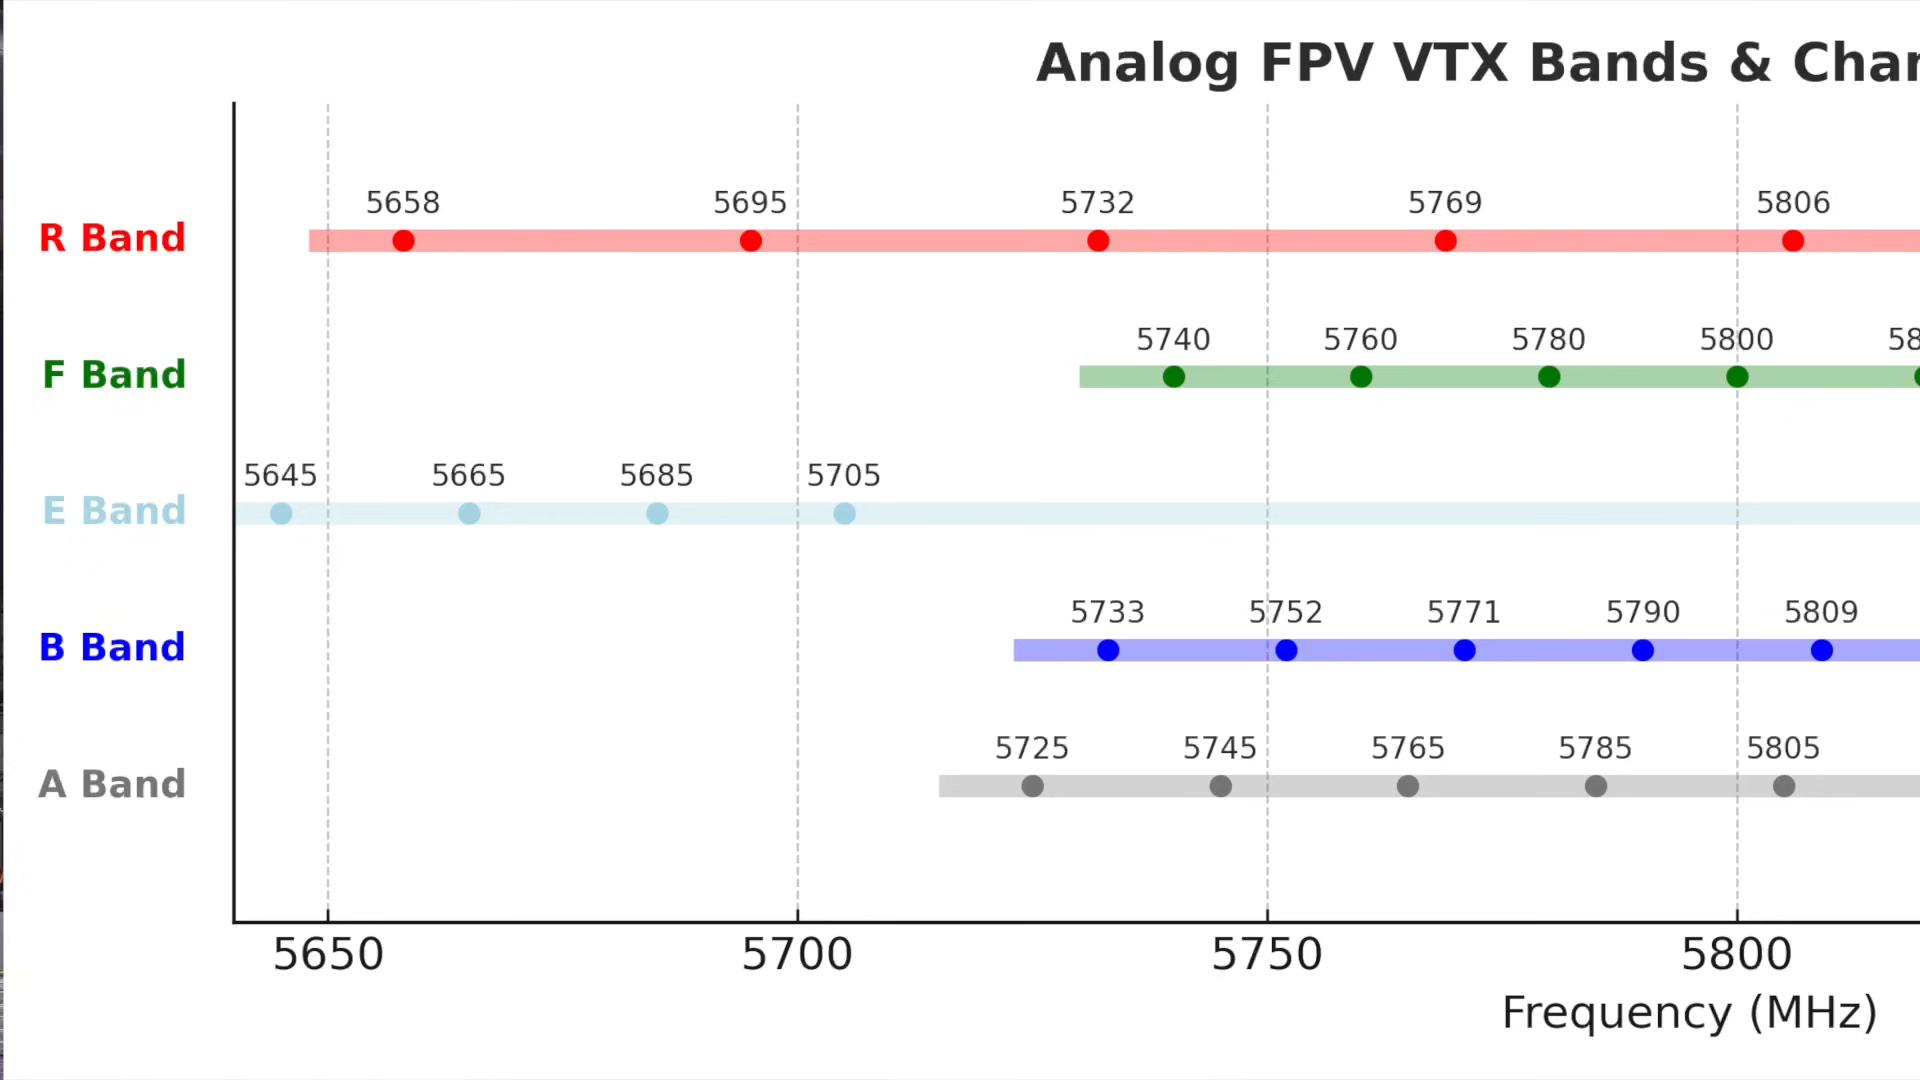 Analog FPV VTX Bands &
5658 5695 5732 5769 5806
R Band
5740 5760 5780 5800
F Band
5645 5665 5685 5705
E Band
5733 5752 5771 5790 5809
B Band
5725 5745 5765 5785 5805
A Band
5650 5700 5750 5800
Frequency (MHz)